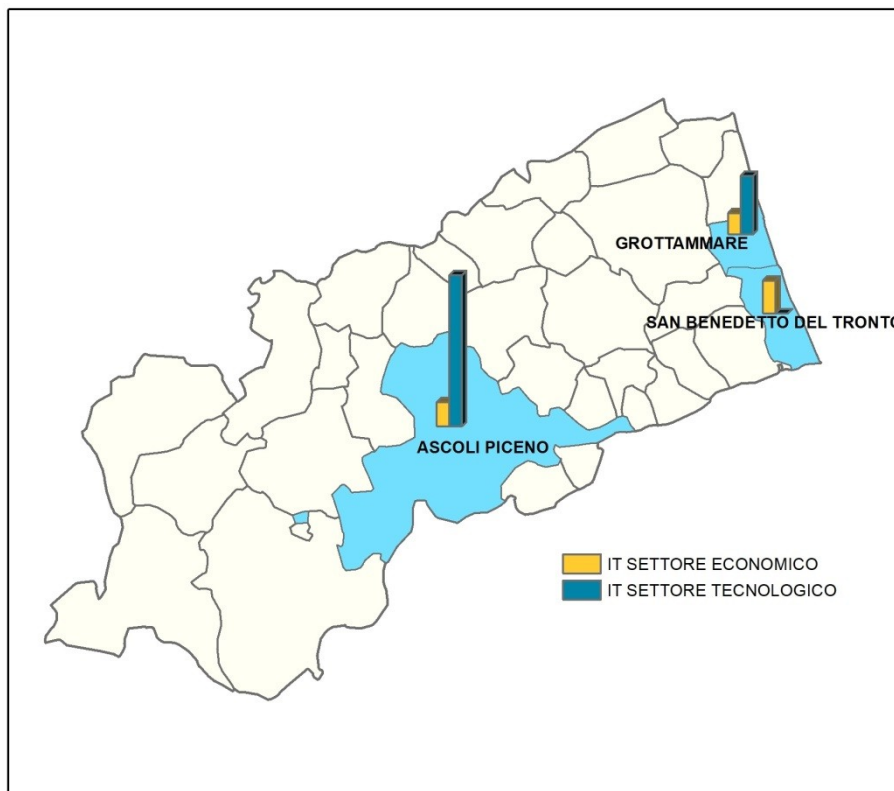 GROTTAMMARE
SAN BENEDETTO DEL TRONTO
ASCOLI PICENO
IT SETTORE ECONOMICO
IT SETTORE TECNOLOGICO